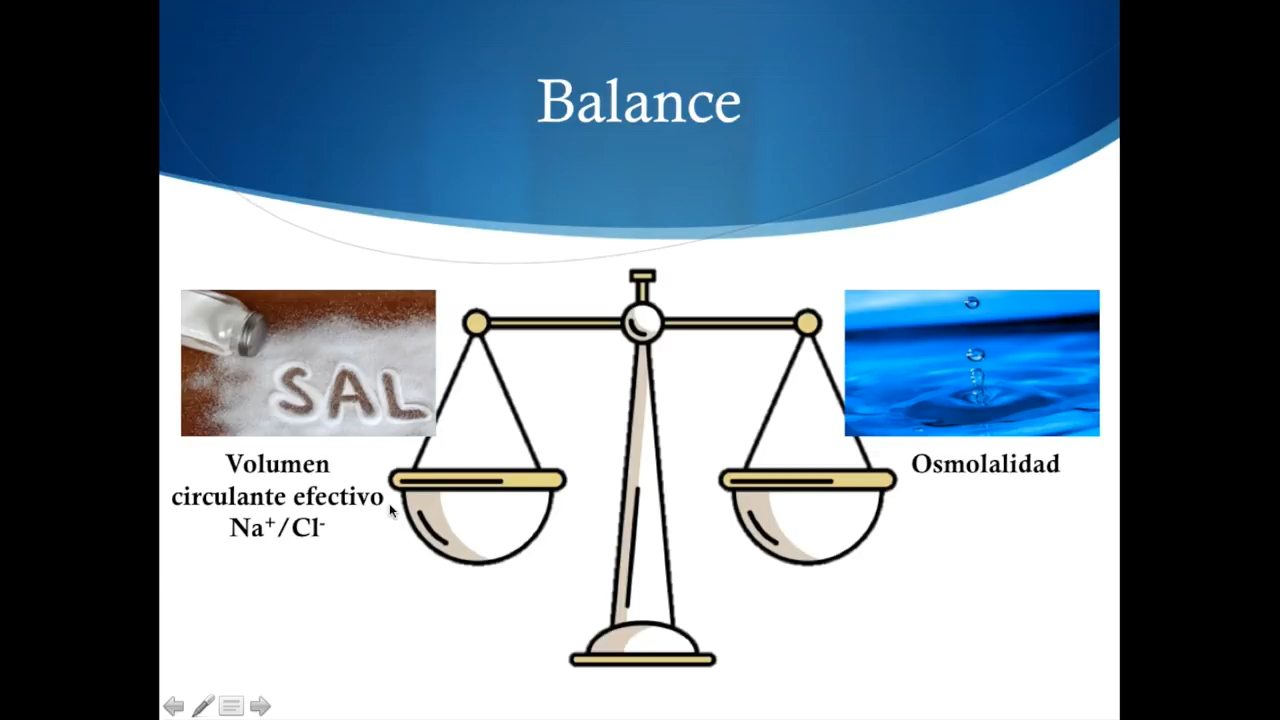 Balance
SAL
Volumen
circulante efectivo
Na⁺/Cl⁻
Osmolalidad